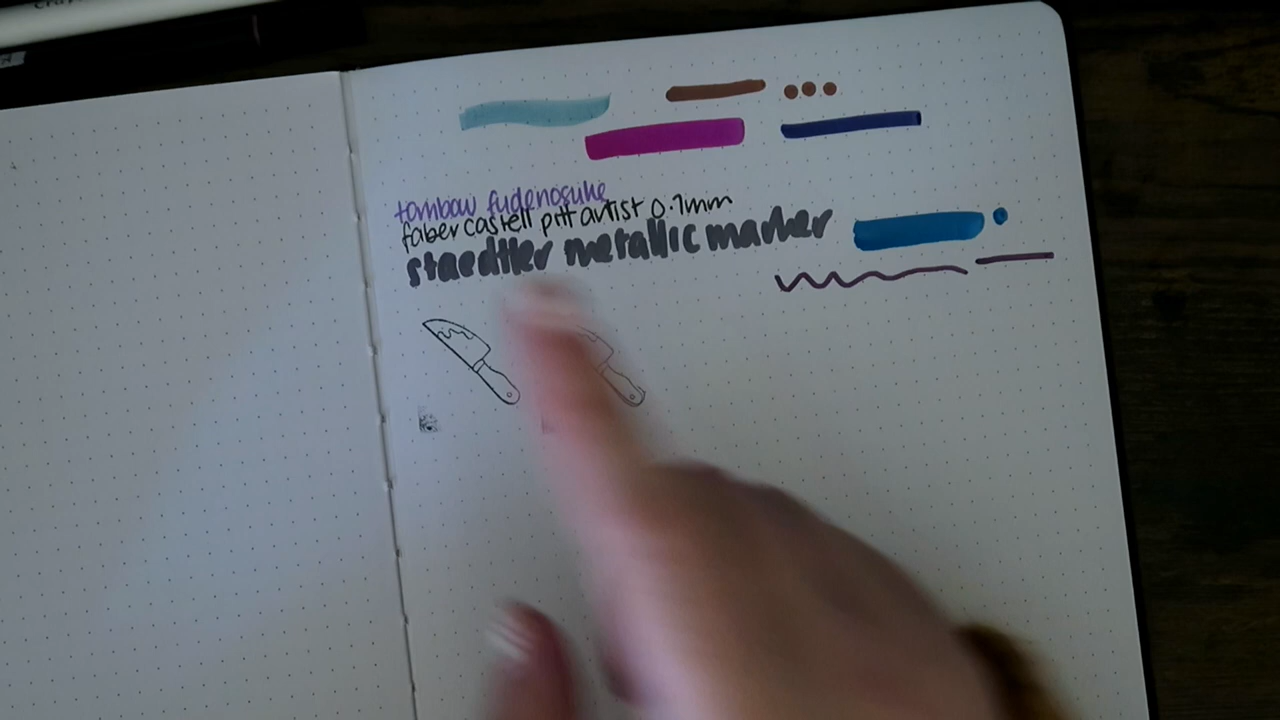 tombow fudenosuke
faber castell pitt artist 0.7mm
staedtler metallic marker